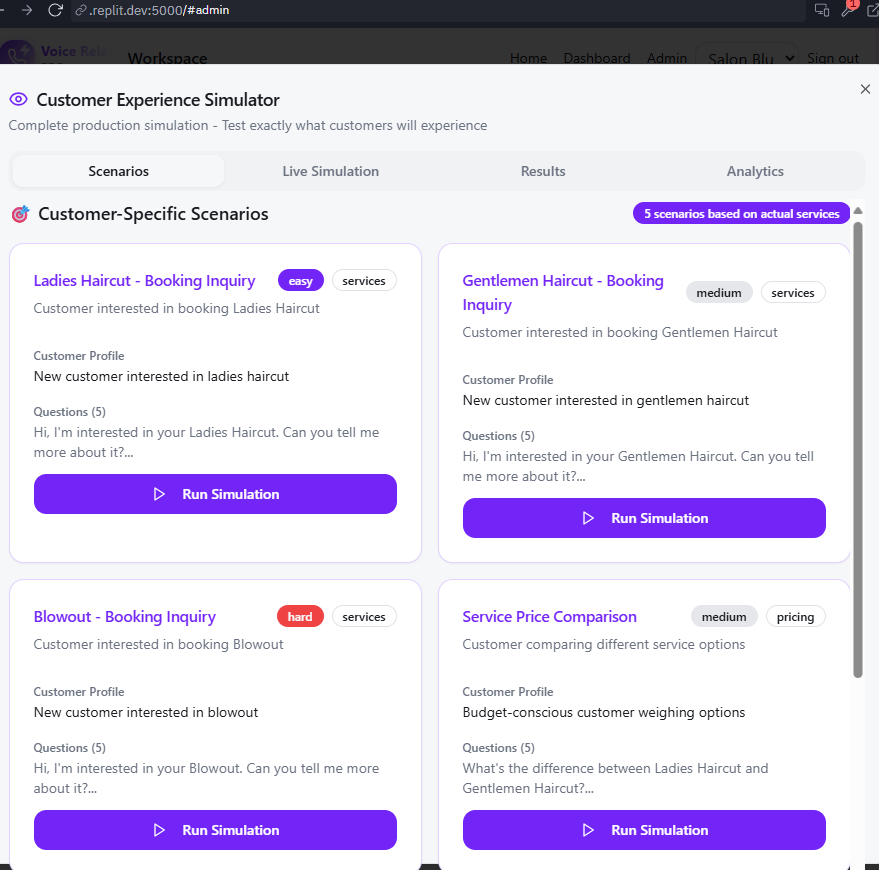 .replit.dev:5000/#admin
1
Voice Rela
Workspace
Home Dashboard Admin Salon Blu Sign out
Customer Experience Simulator
Complete production simulation - Test exactly what customers will experience
Scenarios Live Simulation Results Analytics
Customer-Specific Scenarios
5 scenarios based on actual services
Ladies Haircut - Booking Inquiry
easy services
Customer interested in booking Ladies Haircut
Customer Profile
New customer interested in ladies haircut
Questions (5)
Hi, I'm interested in your Ladies Haircut. Can you tell me
more about it?...
Run Simulation
Gentlemen Haircut - Booking
Inquiry
medium services
Customer interested in booking Gentlemen Haircut
Customer Profile
New customer interested in gentlemen haircut
Questions (5)
Hi, I'm interested in your Gentlemen Haircut. Can you tell
me more about it?...
Run Simulation
Blowout - Booking Inquiry
hard services
Customer interested in booking Blowout
Customer Profile
New customer interested in blowout
Questions (5)
Hi, I'm interested in your Blowout. Can you tell me more
about it?...
Run Simulation
Service Price Comparison
medium pricing
Customer comparing different service options
Customer Profile
Budget-conscious customer weighing options
Questions (5)
What's the difference between Ladies Haircut and
Gentlemen Haircut?...
Run Simulation